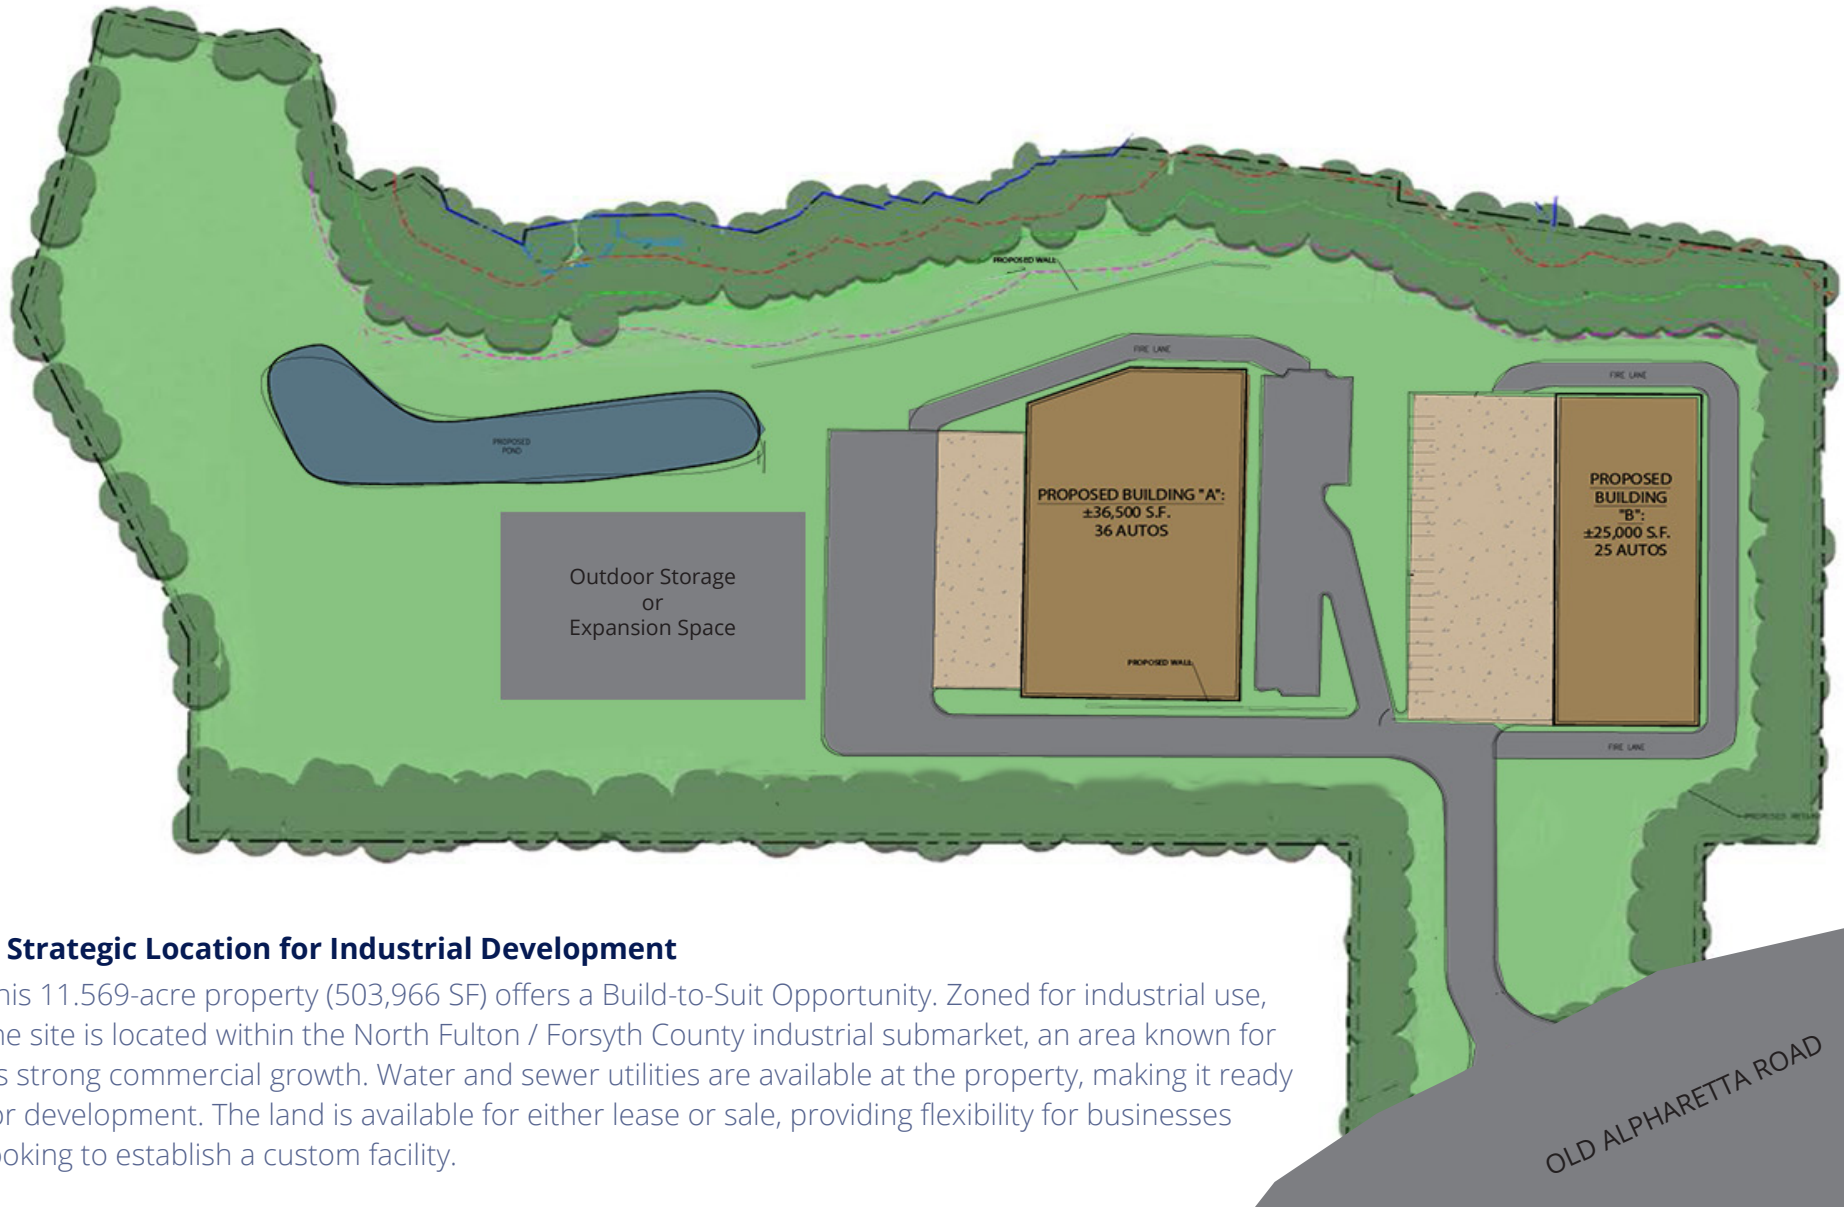 PROPOSED WALL
FIRE LANE
FIRE LANE
PROPOSED
POND
PROPOSED BUILDING "A":
±36,500 S.F.
36 AUTOS
PROPOSED
BUILDING
"B":
±25,000 S.F.
25 AUTOS
Outdoor Storage
or
Expansion Space
PROPOSED WALL
FIRE LANE
PROPOSED
Strategic Location for Industrial Development
his 11.569-acre property (503,966 SF) offers a Build-to-Suit Opportunity. Zoned for industrial use,
he site is located within the North Fulton / Forsyth County industrial submarket, an area known for
s strong commercial growth. Water and sewer utilities are available at the property, making it ready
or development. The land is available for either lease or sale, providing flexibility for businesses
ooking to establish a custom facility.
OLD ALPHARETTA ROAD